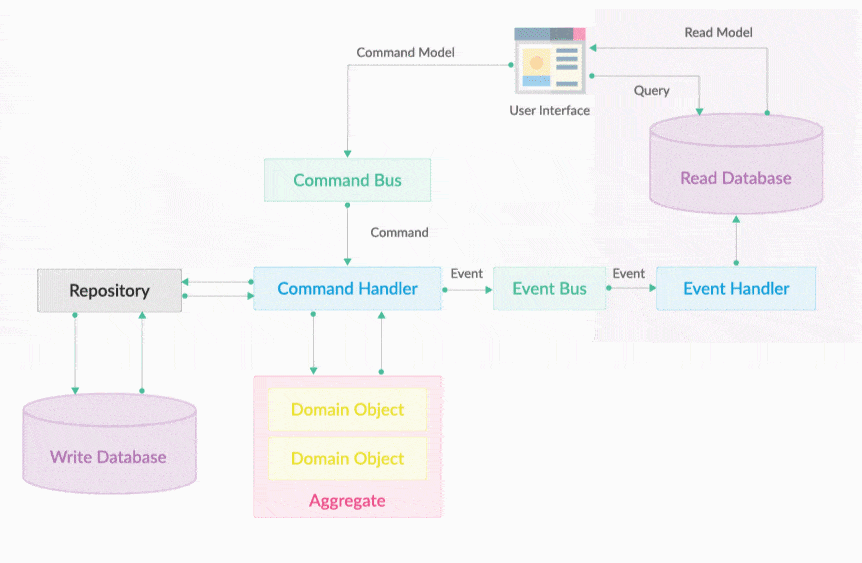 Read Model
Command Model
Query
User Interface
Command Bus
Read Database
Command
Event
Event
Repository
Command Handler
Event Bus
Event Handler
Domain Object
Write Database
Domain Object
Aggregate